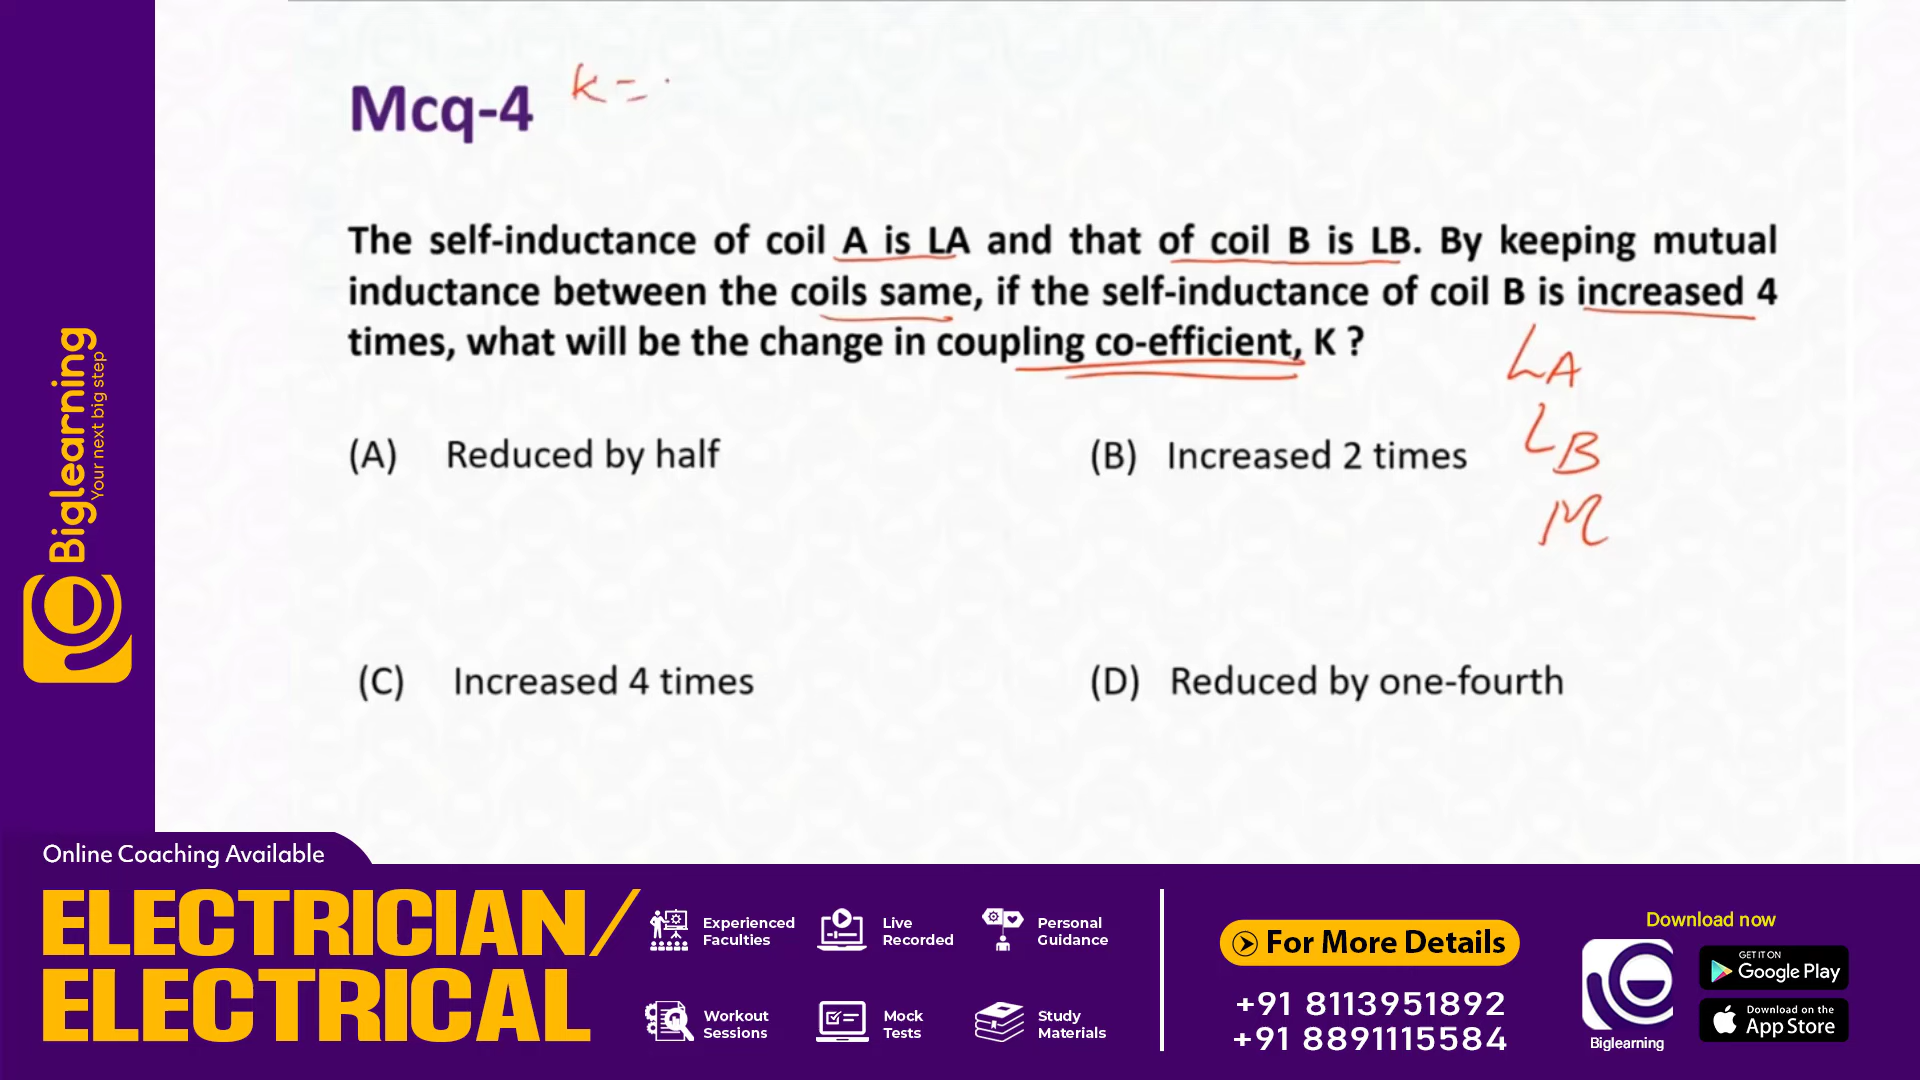 Mcq-4 k = .
The self-inductance of coil A is LA and that of coil B is LB. By keeping mutual
inductance between the coils same, if the self-inductance of coil B is increased 4
times, what will be the change in coupling co-efficient, K ?
LA
(A) Reduced by half
(B) Increased 2 times
LB
M
(C) Increased 4 times
(D) Reduced by one-fourth
Biglearning
Your next big step
Online Coaching Available
ELECTRICIAN/
ELECTRICAL
Experienced
Faculties
Live
Recorded
Personal
Guidance
Workout
Sessions
Mock
Tests
Study
Materials
For More Details
+91 8113951892
+91 8891115584
Download now
Biglearning
GET IT ON
Google Play
Download on the
App Store